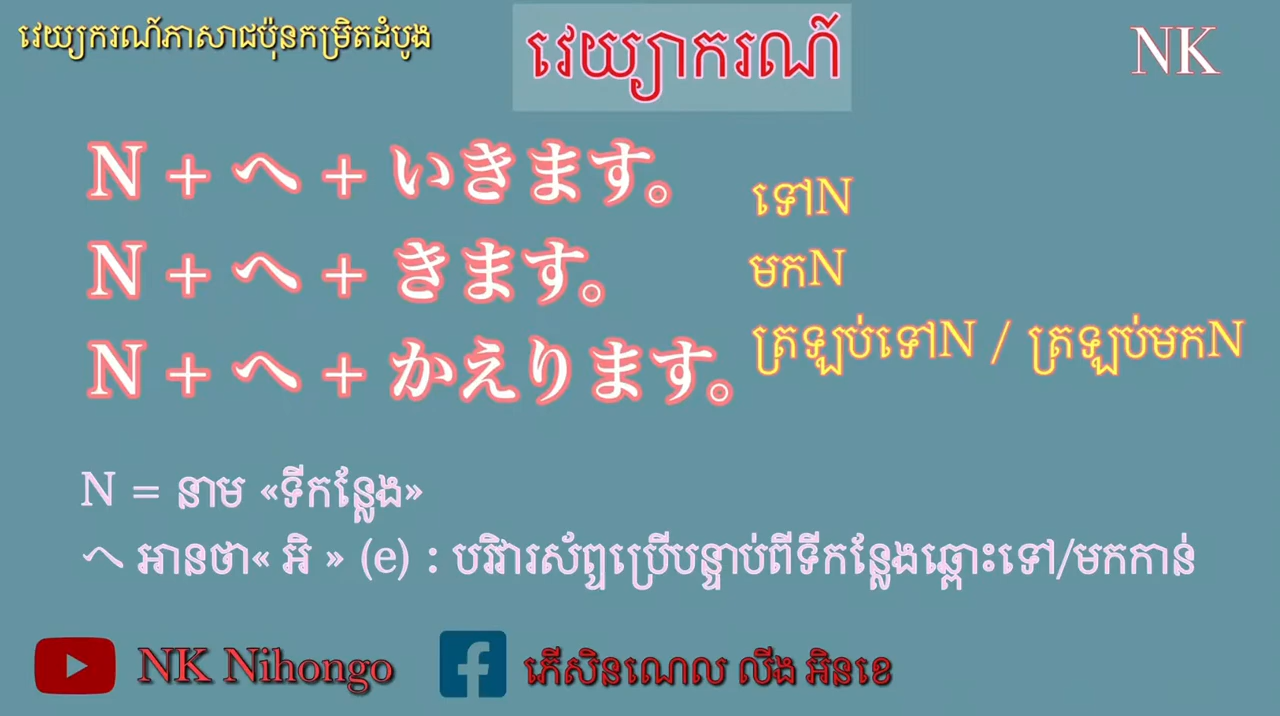 វេយ្យករណ៍ភាសាជប៉ុនកម្រិតដំបូង
វេយ្យាករណ៍
NK
N + へ + いきます。
ទៅN
N + へ + きます。
មកN
N + へ + かえります。
ត្រឡប់ទៅN / ត្រឡប់មកN
N = នាម «ទីកន្លែង»
へ អានថា« អិ » (e) : បរិវារស័ព្ទប្រើបន្ទាប់ពីទីកន្លែងឆ្ពោះទៅ/មកកាន់
NK Nihongo
ភើសិនណេល លីង អិនខេ